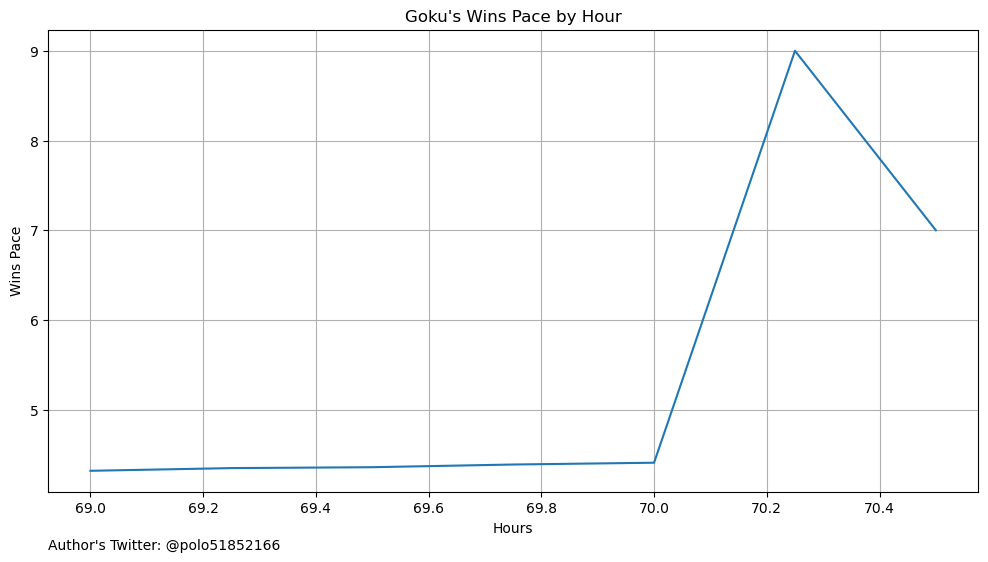 Goku's Wins Pace by Hour
Wins Pace
9
8
7
6
5
69.0 69.2 69.4 69.6 69.8 70.0 70.2 70.4
Hours
Author's Twitter: @polo51852166